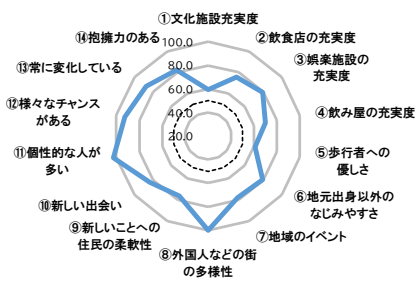 ①文化施設充実度
②飲食店の充実度
③娯楽施設の
充実度
④飲み屋の充実度
⑤歩行者への
優しさ
⑥地元出身以外の
なじみやすさ
⑦地域のイベント
⑧外国人などの街
の多様性
⑨新しいことへの
住民の柔軟性
⑩新しい出会い
⑪個性的な人が
多い
⑫様々なチャンス
がある
⑬常に変化している
⑭抱擁力のある
100.0
80.0
60.0
40.0
20.0